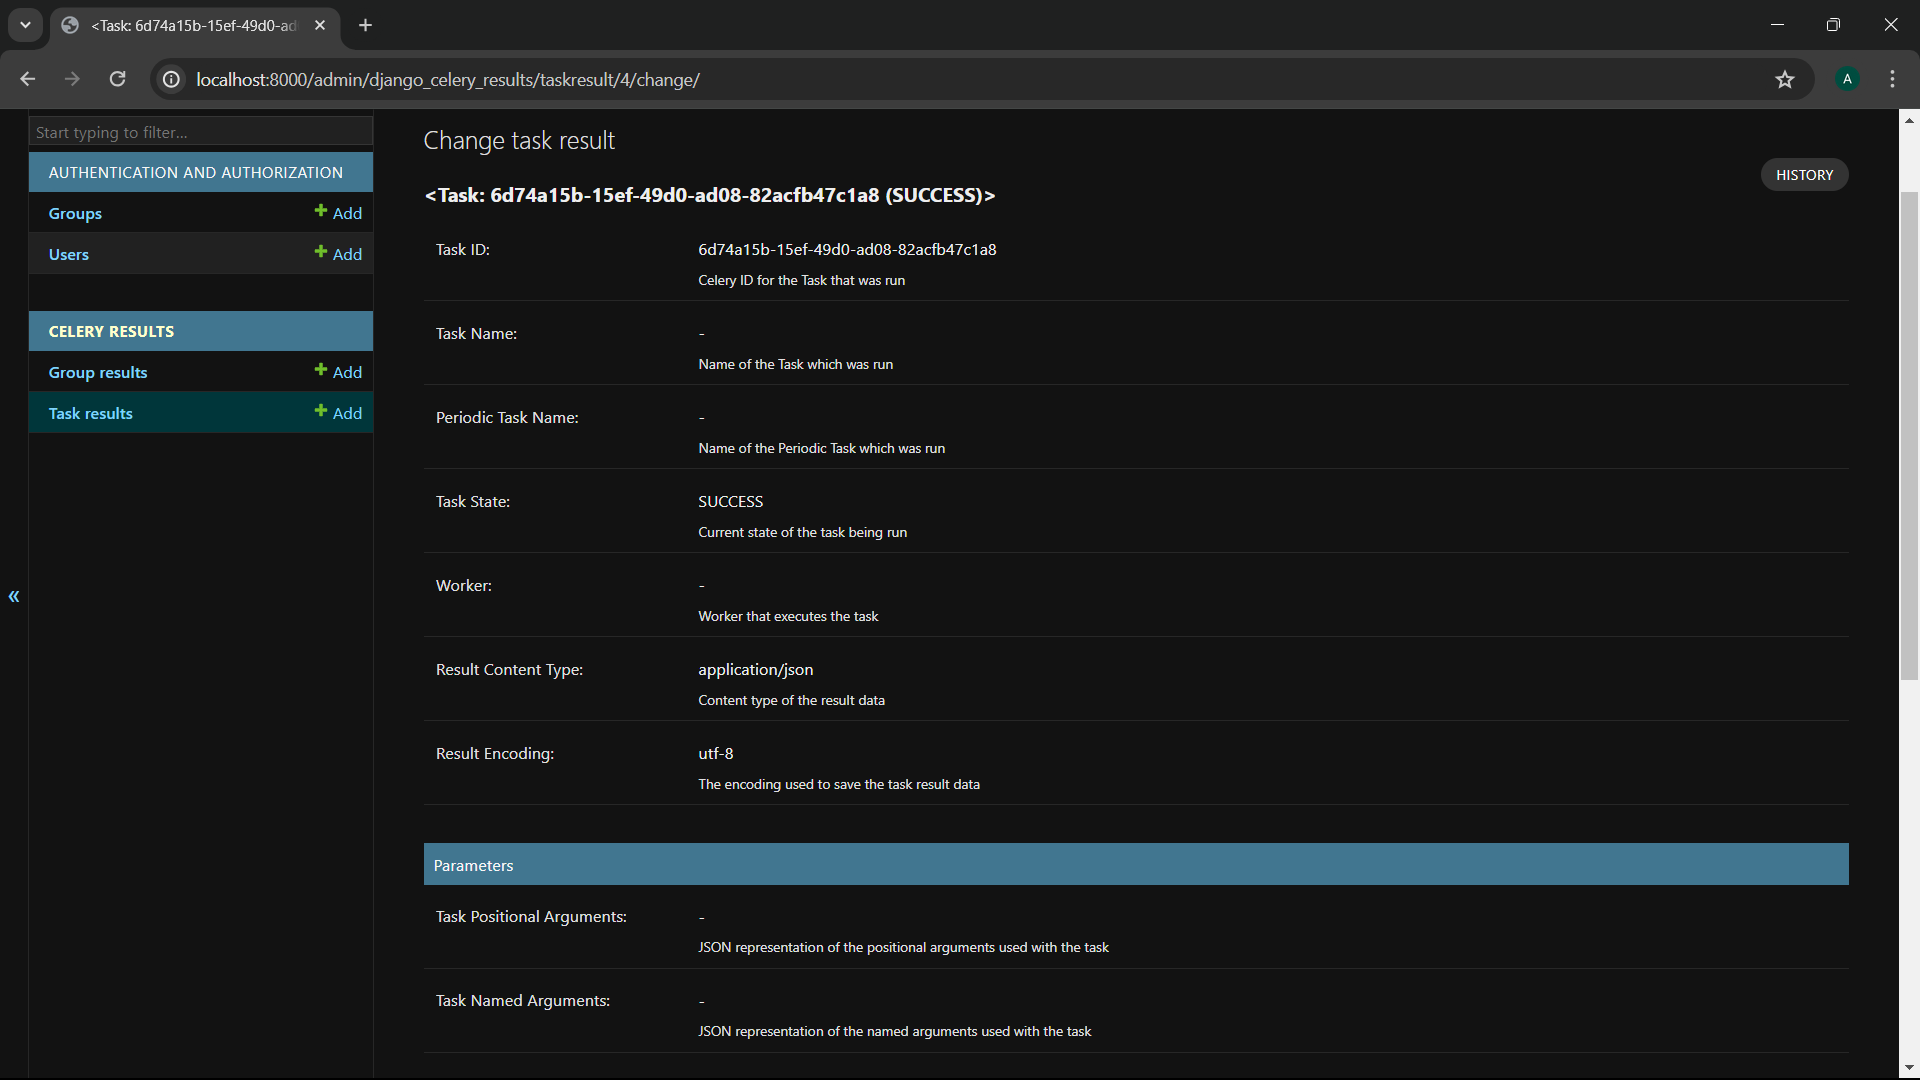 <Task: 6d74a15b-15ef-49d0-ad
localhost:8000/admin/django_celery_results/taskresult/4/change/
A
Start typing to filter...
AUTHENTICATION AND AUTHORIZATION
Groups
Add
Users
Add
CELERY RESULTS
Group results
Add
Task results
Add
«
Change task result
HISTORY
<Task: 6d74a15b-15ef-49d0-ad08-82acfb47c1a8 (SUCCESS)>
Task ID:
6d74a15b-15ef-49d0-ad08-82acfb47c1a8
Celery ID for the Task that was run
Task Name:
-
Name of the Task which was run
Periodic Task Name:
-
Name of the Periodic Task which was run
Task State:
SUCCESS
Current state of the task being run
Worker:
-
Worker that executes the task
Result Content Type:
application/json
Content type of the result data
Result Encoding:
utf-8
The encoding used to save the task result data
Parameters
Task Positional Arguments:
-
JSON representation of the positional arguments used with the task
Task Named Arguments:
-
JSON representation of the named arguments used with the task